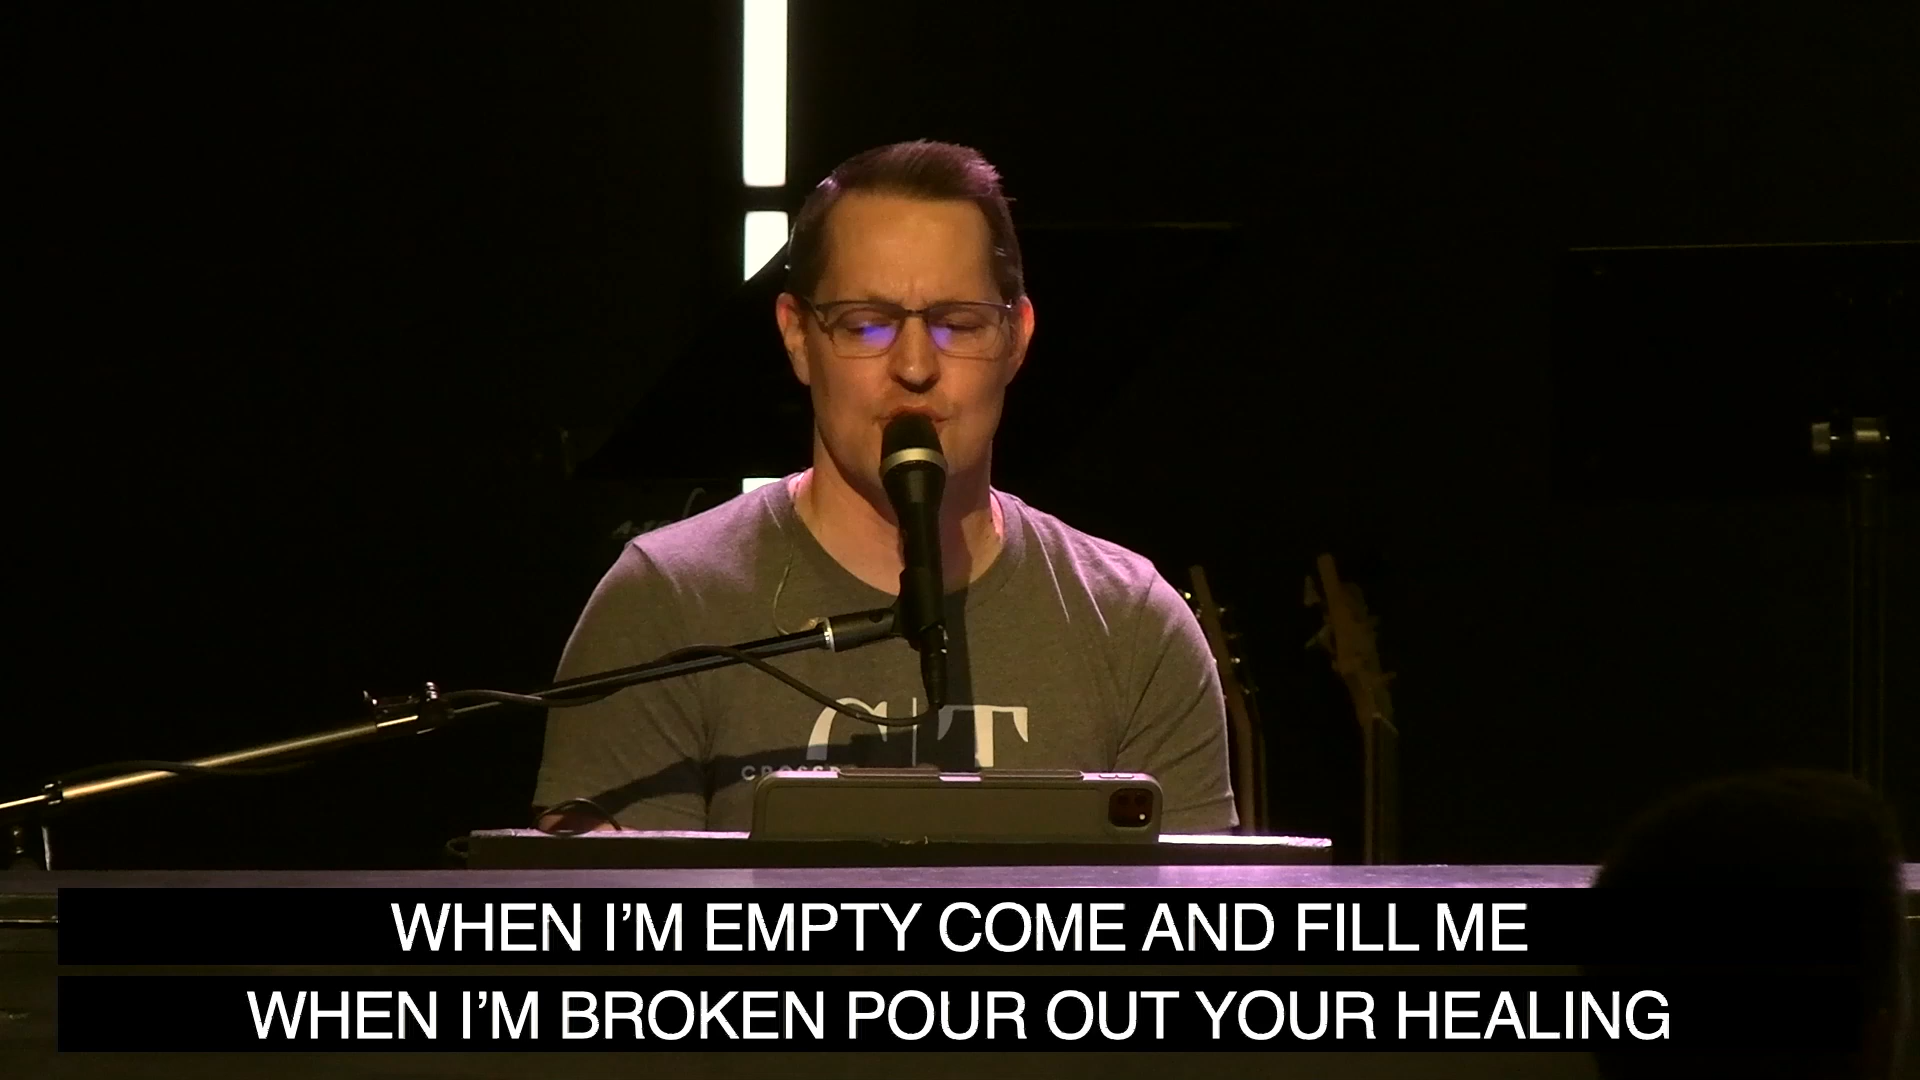 C|T
WHEN I’M EMPTY COME AND FILL ME
WHEN I’M BROKEN POUR OUT YOUR HEALING